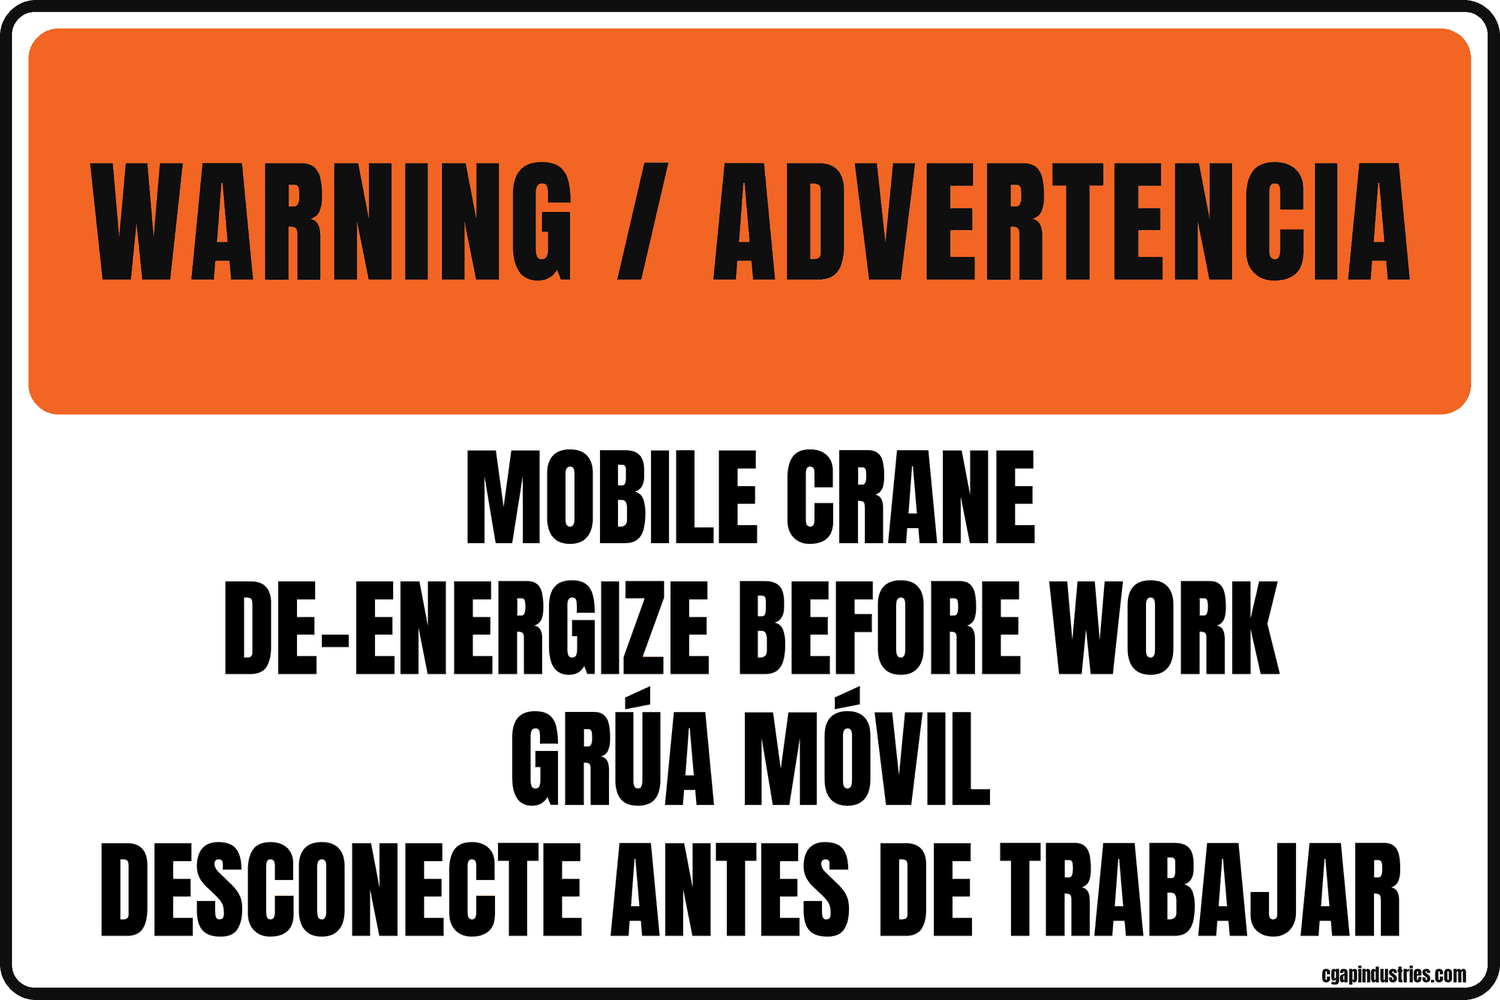 WARNING / ADVERTENCIA
MOBILE CRANE
DE-ENERGIZE BEFORE WORK
GRÚA MÓVIL
DESCONECTE ANTES DE TRABAJAR
cgapindustries.com